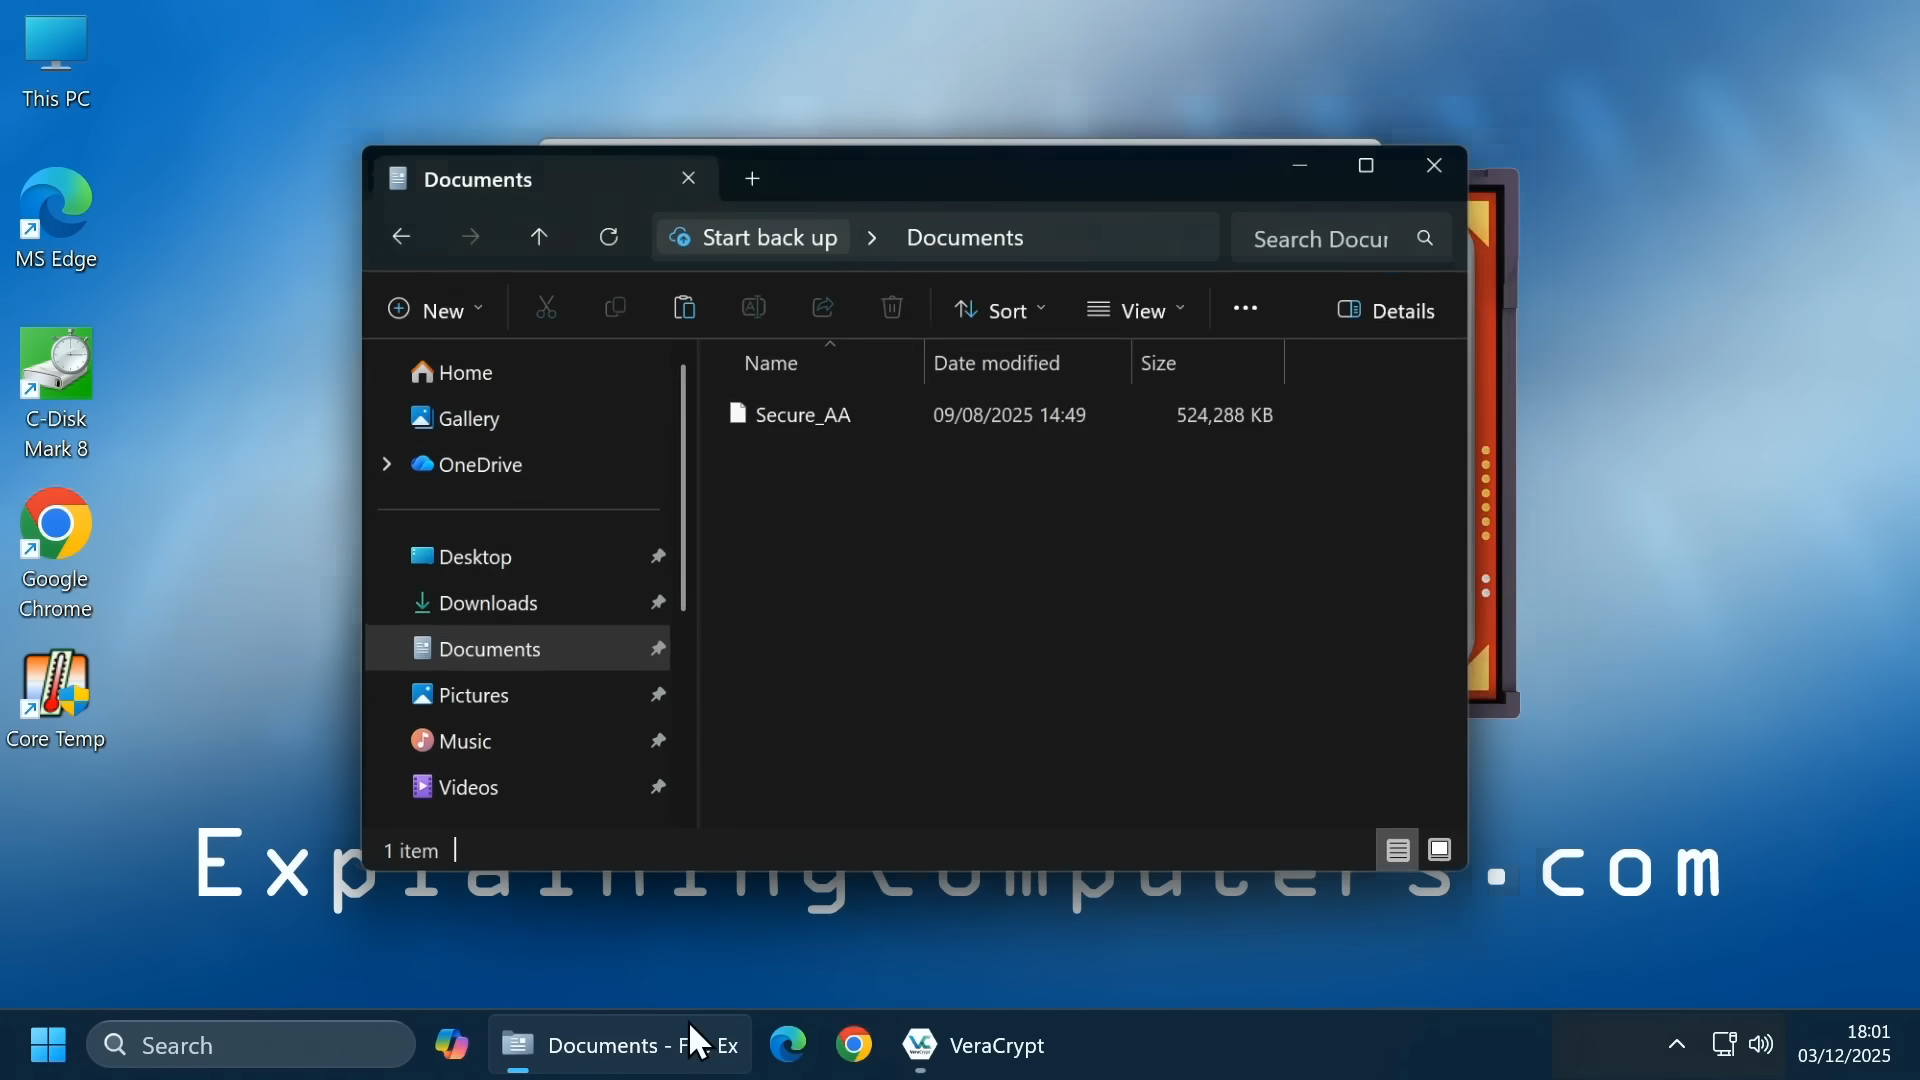 This PC
MS Edge
C-Disk
Mark 8
Google
Chrome
Core Temp
Documents
Start back up
Documents
Search Docur
New
Sort
View
Details
Name
Date modified
Size
Secure_AA
09/08/2025 14:49
524,288 KB
Home
Gallery
OneDrive
Desktop
Downloads
Documents
Pictures
Music
Videos
1 item
ExplainingComputers.com
Search
Documents - F Ex
VeraCrypt
18:01
03/12/2025